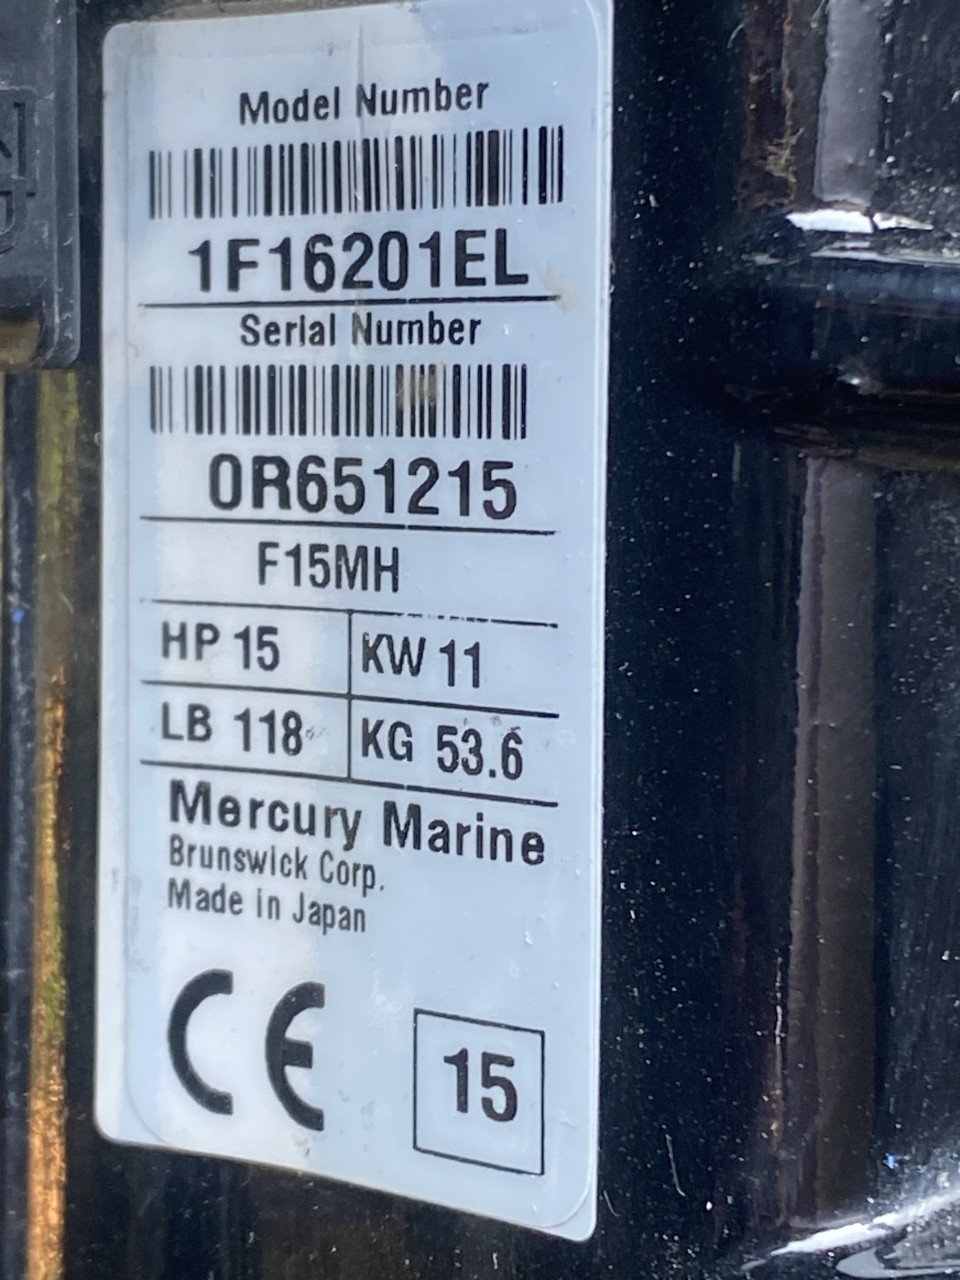 Model Number
1F16201EL
Serial Number
0R651215
F15MH
HP 15 KW 11
LB 118 KG 53.6
Mercury Marine
Brunswick Corp.
Made in Japan
CE 15